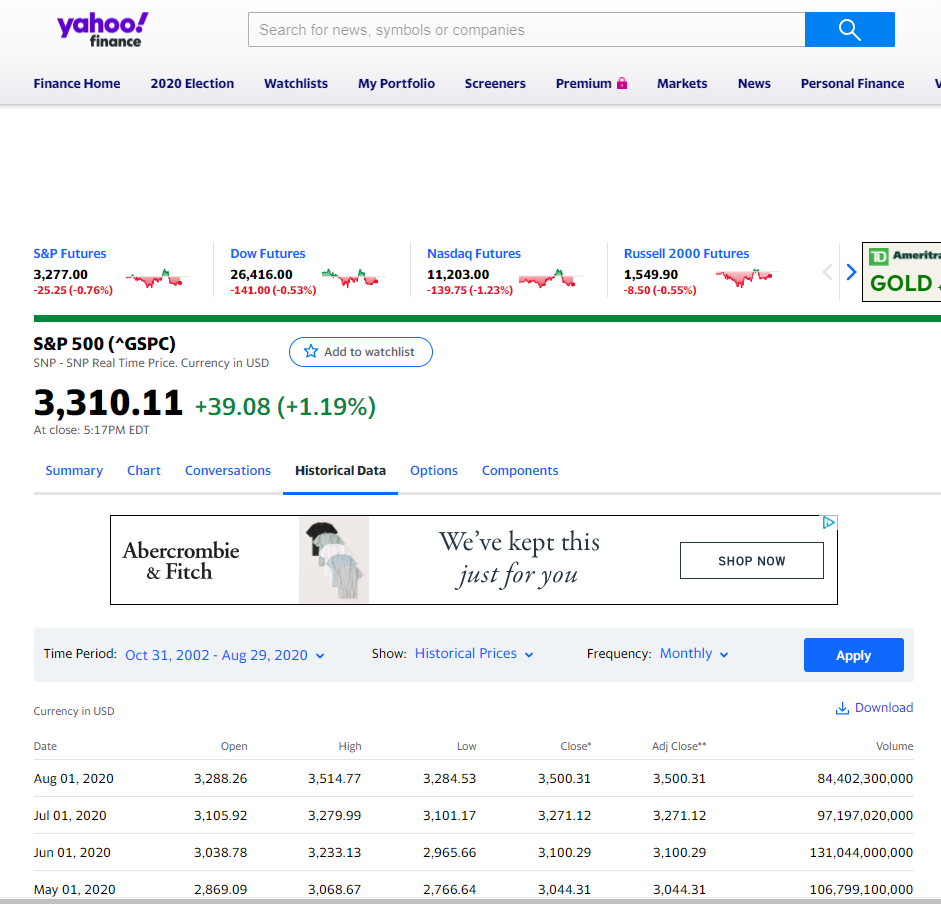 yahoo!
finance
Search for news, symbols or companies
Finance Home 2020 Election Watchlists My Portfolio Screeners Premium Markets News Personal Finance
S&P Futures
3,277.00
-25.25 (-0.76%)
Dow Futures
26,416.00
-141.00 (-0.53%)
Nasdaq Futures
11,203.00
-139.75 (-1.23%)
Russell 2000 Futures
1,549.90
-8.50 (-0.55%)
TD
GOLD
S&P 500 (^GSPC)
SNP - SNP Real Time Price. Currency in USD
Add to watchlist
3,310.11 +39.08 (+1.19%)
At close: 5:17PM EDT
Summary Chart Conversations Historical Data Options Components
Abercrombie
& Fitch
We've kept this
just for you
SHOP NOW
Time Period: Oct 31, 2002 - Aug 29, 2020 Show: Historical Prices Frequency: Monthly Apply
Currency in USD Download
Date Open High Low Close* Adj Close** Volume
Aug 01, 2020 3,288.26 3,514.77 3,284.53 3,500.31 3,500.31 84,402,300,000
Jul 01, 2020 3,105.92 3,279.99 3,101.17 3,271.12 3,271.12 97,197,020,000
Jun 01, 2020 3,038.78 3,233.13 2,965.66 3,100.29 3,100.29 131,044,000,000
May 01, 2020 2,869.09 3,068.67 2,766.64 3,044.31 3,044.31 106,799,100,000